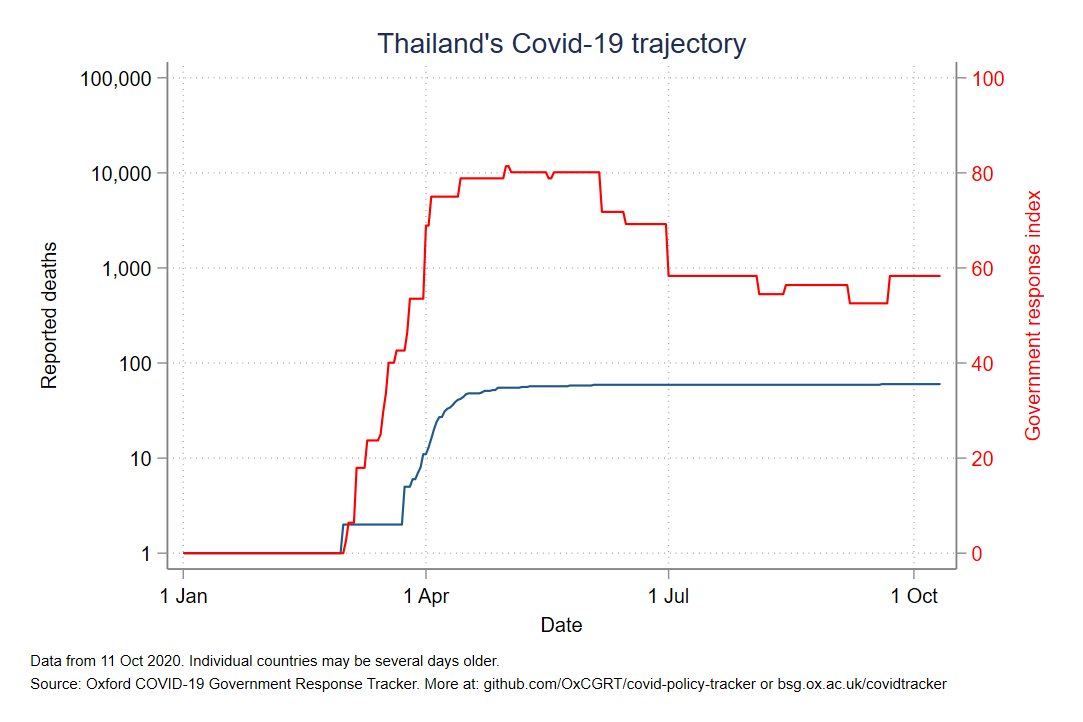 Thailand's Covid-19 trajectory
100,000
10,000
1,000
100
10
1
Reported deaths
100
80
60
40
20
0
Government response index
1 Jan
1 Apr
1 Jul
1 Oct
Date
Data from 11 Oct 2020. Individual countries may be several days older.
Source: Oxford COVID-19 Government Response Tracker. More at: github.com/OxCGRT/covid-policy-tracker or bsg.ox.ac.uk/covidtracker